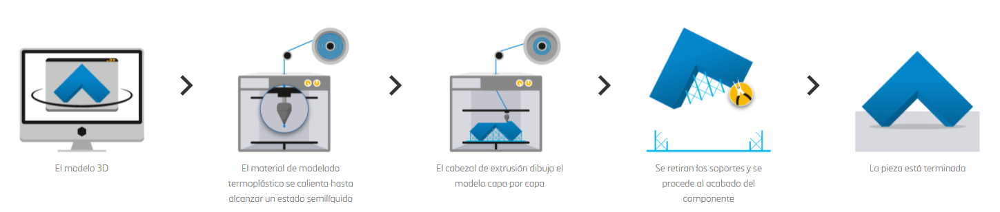 El modelo 3D
El material de modelado
termoplástico se calienta hasta
alcanzar un estado semilíquido
El cabezal de extrusión dibuja el
modelo capa por capa
Se retiran los soportes y se
procede al acabado del
componente
La pieza está terminada